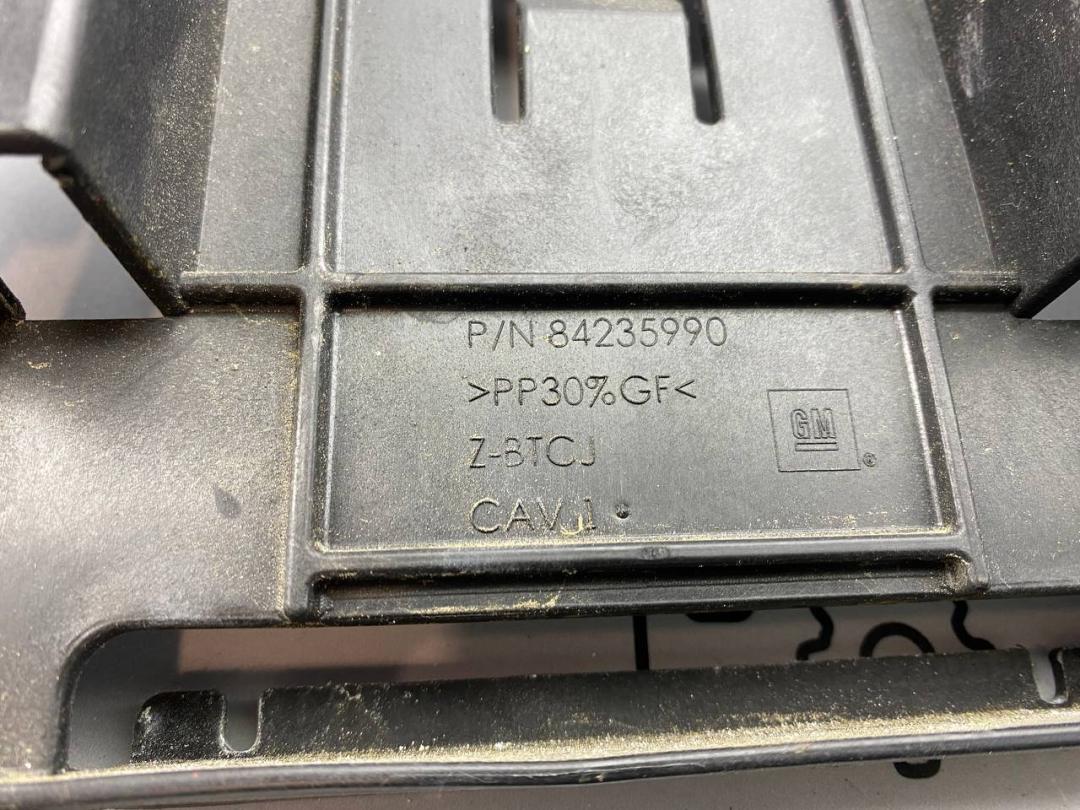 P/N 84235990
>PP30%GF<
Z-BTCJ
GM ®
CAV 1